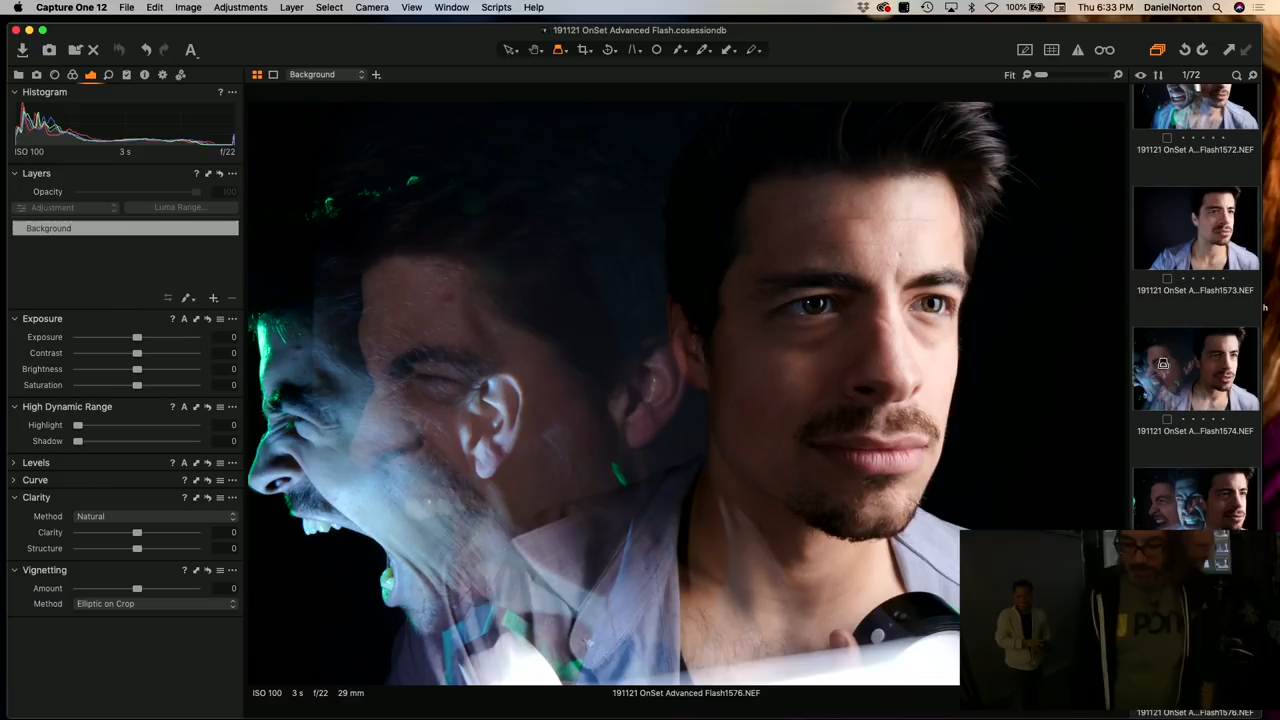 Capture One 12 File Edit Image Adjustments Layer Select Camera View Window Scripts Help 100% Thu 6:33 PM DanielNorton
191121 OnSet Advanced Flash.cosessiondb
Background Fit 1/72
Histogram
ISO 100 3 s f/22
Layers
Opacity 100
Adjustment Luma Range...
Background
Exposure
Exposure 0
Contrast 0
Brightness 0
Saturation 0
High Dynamic Range
Highlight 0
Shadow 0
Levels
Curve
Clarity
Method Natural
Clarity 0
Structure 0
Vignetting
Amount 0
Method Elliptic on Crop
191121 OnSet A...Flash1572.NEF
191121 OnSet A...Flash1573.NEF
191121 OnSet A...Flash1574.NEF
191121 OnSet A...Flash1576.NEF
ISO 100 3 s f/22 29 mm 191121 OnSet Advanced Flash1576.NEF